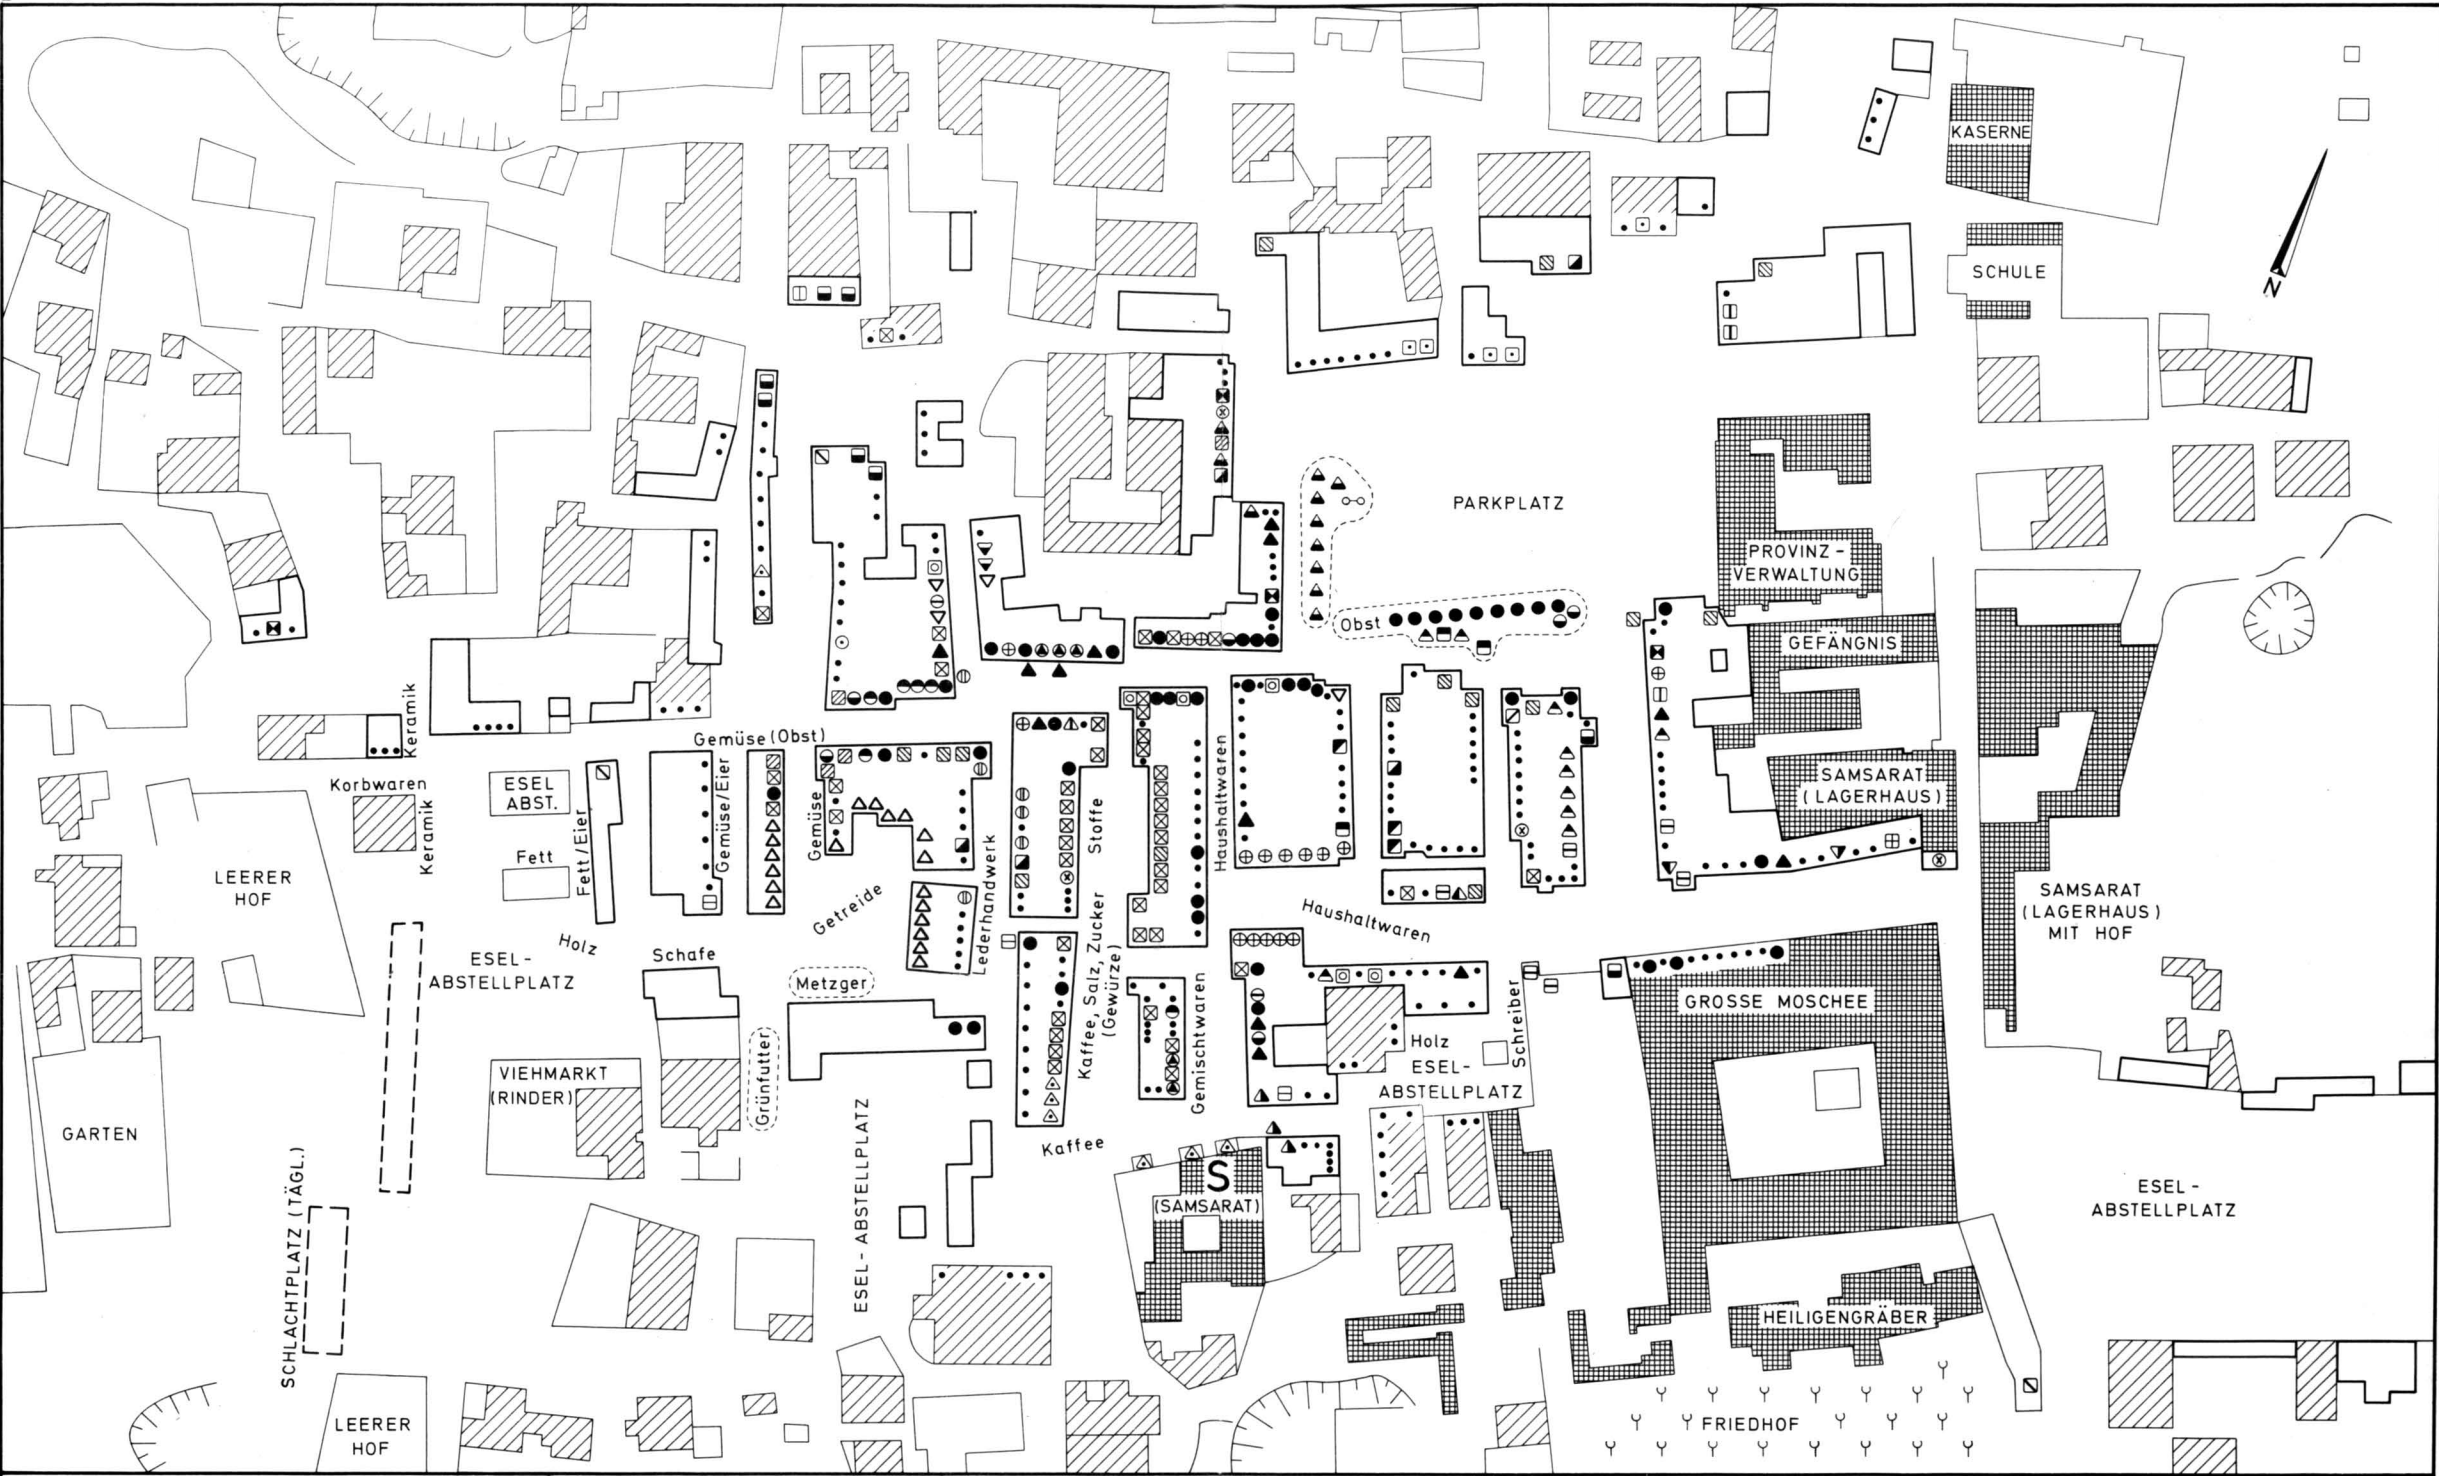 KASERNE
SCHULE
N
PARKPLATZ
PROVINZ-
VERWALTUNG
Obst
GEFÄNGNIS
SAMSARAT
(LAGERHAUS)
Keramik
Gemüse (Obst)
Korbwaren
Keramik
ESEL
ABST.
Fett/Eier
Fett
Gemüse/Eier
Gemüse
Getreide
Lederhandwerk
Stoffe
Haushaltwaren
LEERER
HOF
Holz
ESEL-
ABSTELLPLATZ
Schafe
Metzger
Kaffee, Salz, Zucker
(Gewürze)
Haushaltwaren
SAMSARAT
(LAGERHAUS)
MIT HOF
GROSSE MOSCHEE
Schreiber
Gemischtwaren
Holz
ESEL-
ABSTELLPLATZ
VIEHMARKT
(RINDER)
Grünfutter
GARTEN
ESEL-ABSTELLPLATZ
Kaffee
S
(SAMSARAT)
SCHLACHTPLATZ (TÄGL.)
ESEL-
ABSTELLPLATZ
HEILIGENGRÄBER
LEERER
HOF
FRIEDHOF